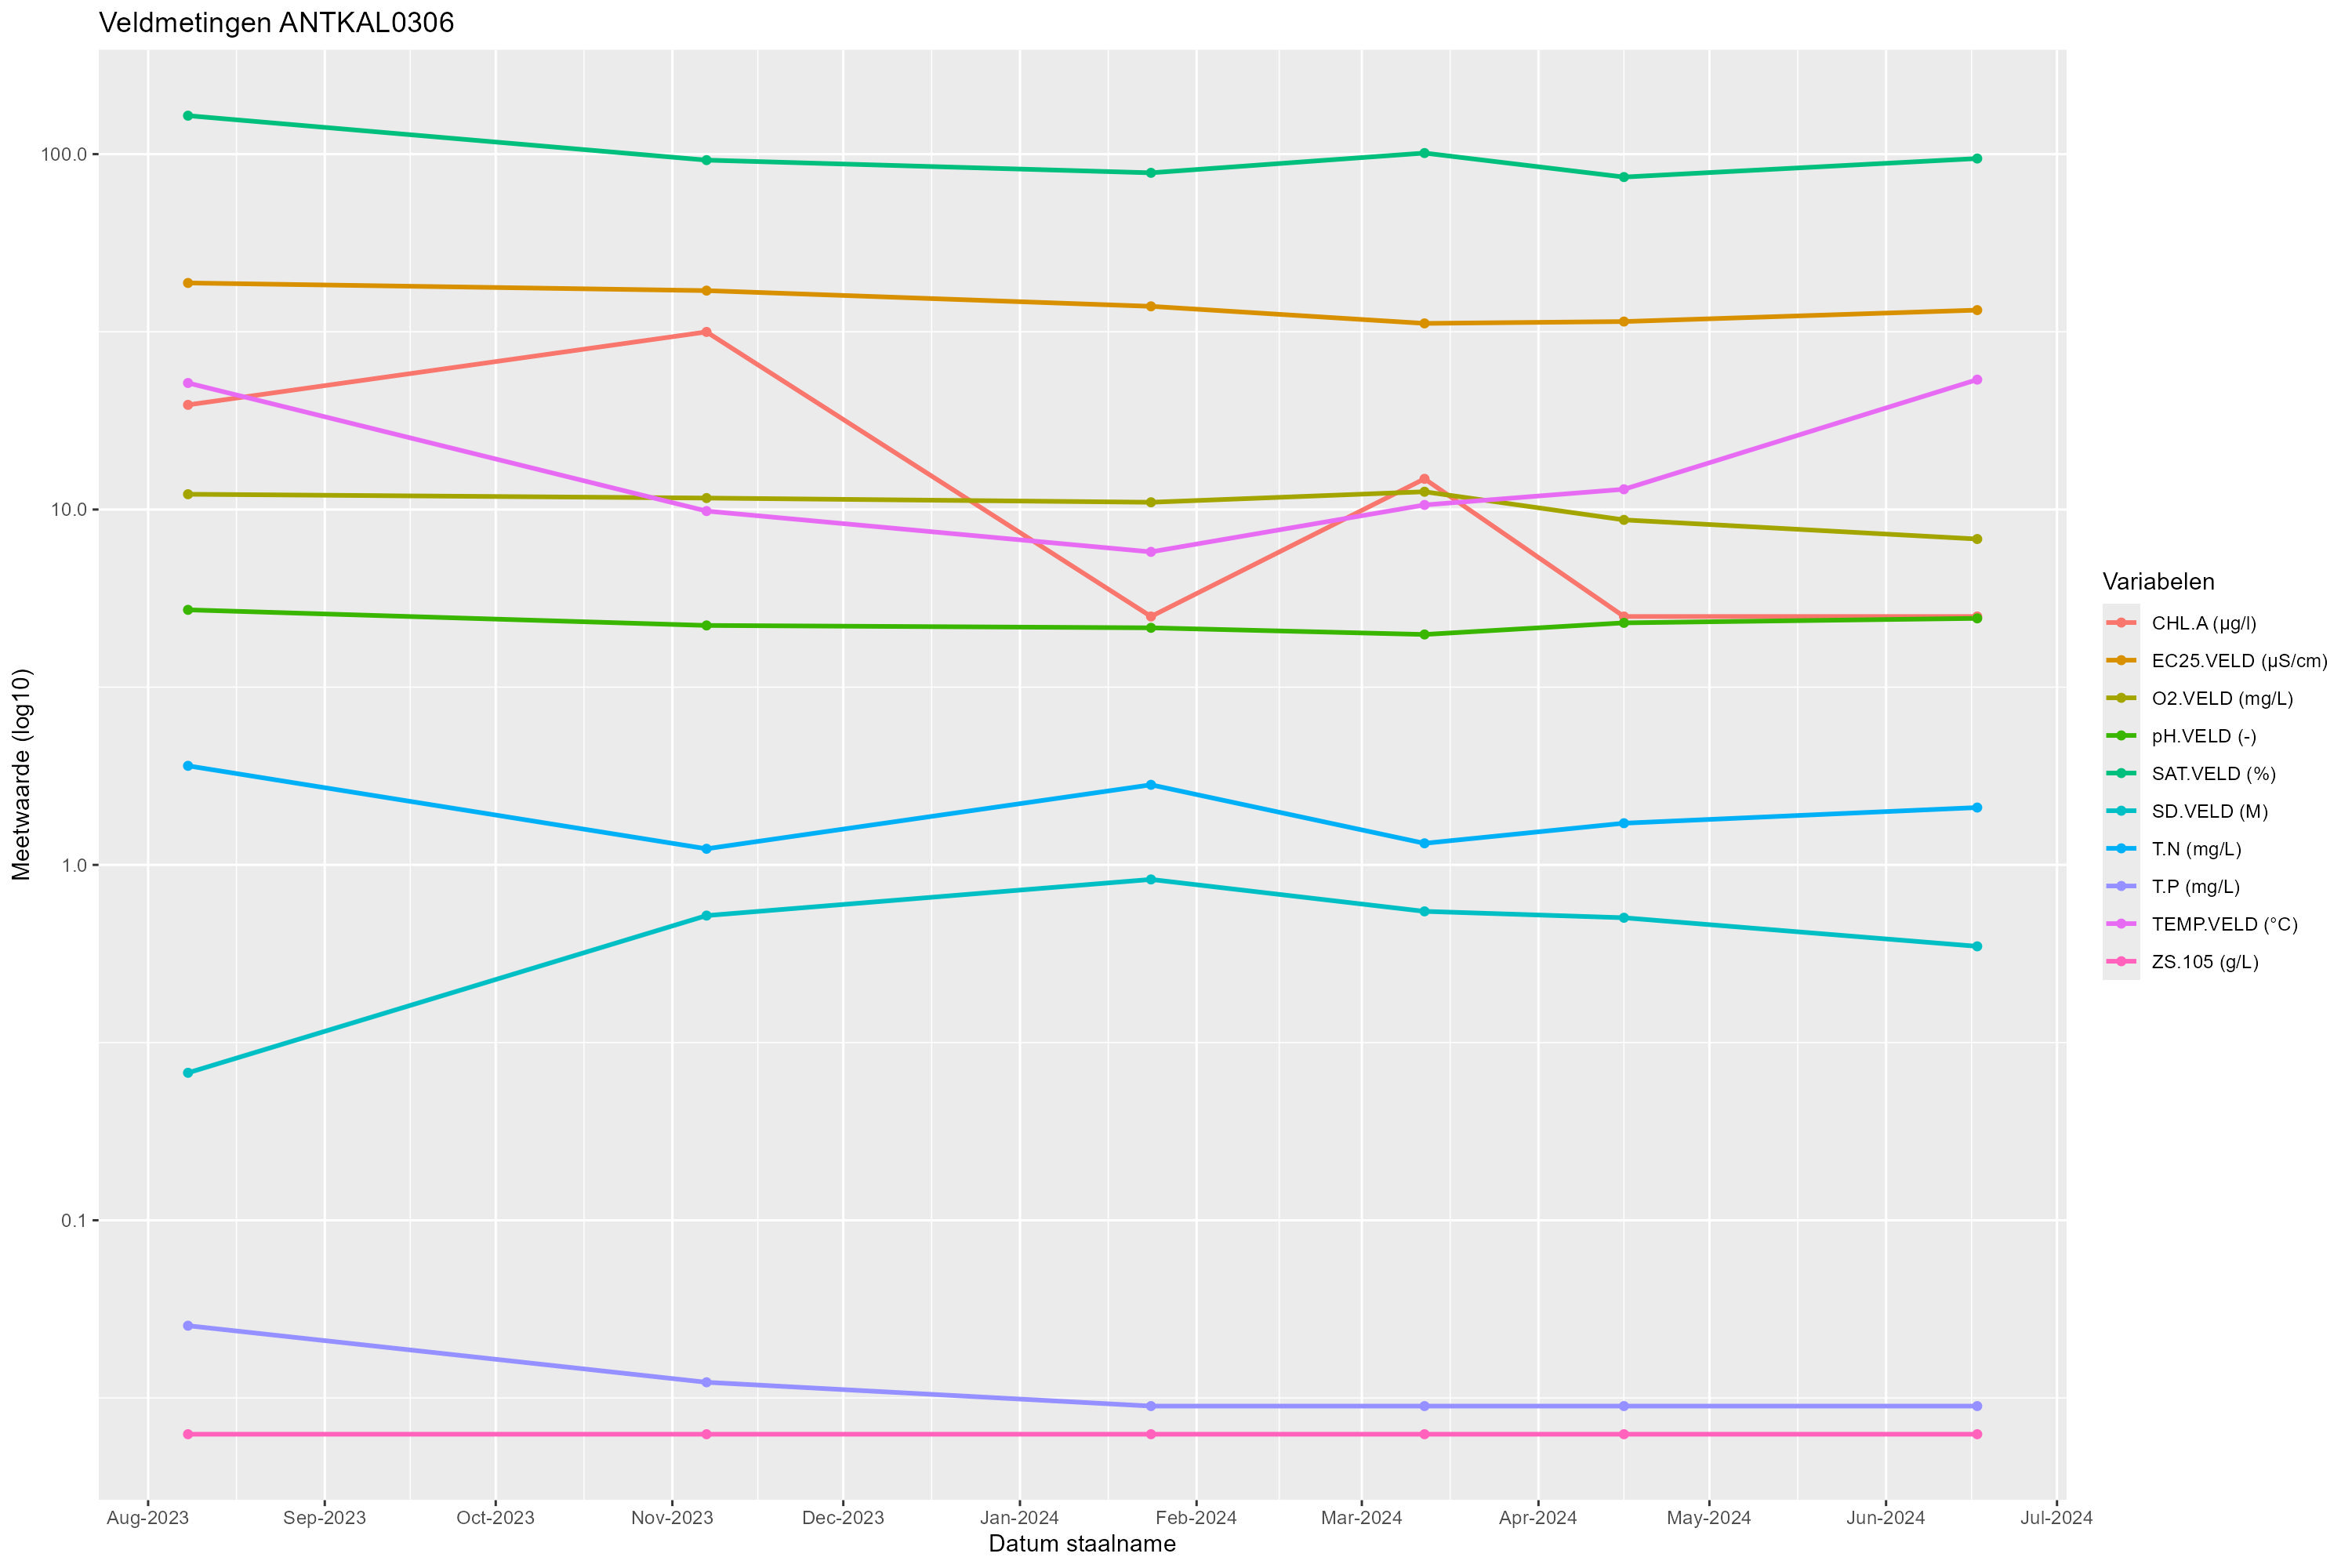 Veldmetingen ANTKAL0306
100.0
10.0
1.0
0.1
Meetwaarde (log10)
Aug-2023 Sep-2023 Oct-2023 Nov-2023 Dec-2023 Jan-2024 Feb-2024 Mar-2024 Apr-2024 May-2024 Jun-2024 Jul-2024
Datum staalname
Variabelen
CHL.A (µg/l)
EC25.VELD (µS/cm)
O2.VELD (mg/L)
pH.VELD (-)
SAT.VELD (%)
SD.VELD (M)
T.N (mg/L)
T.P (mg/L)
TEMP.VELD (°C)
ZS.105 (g/L)